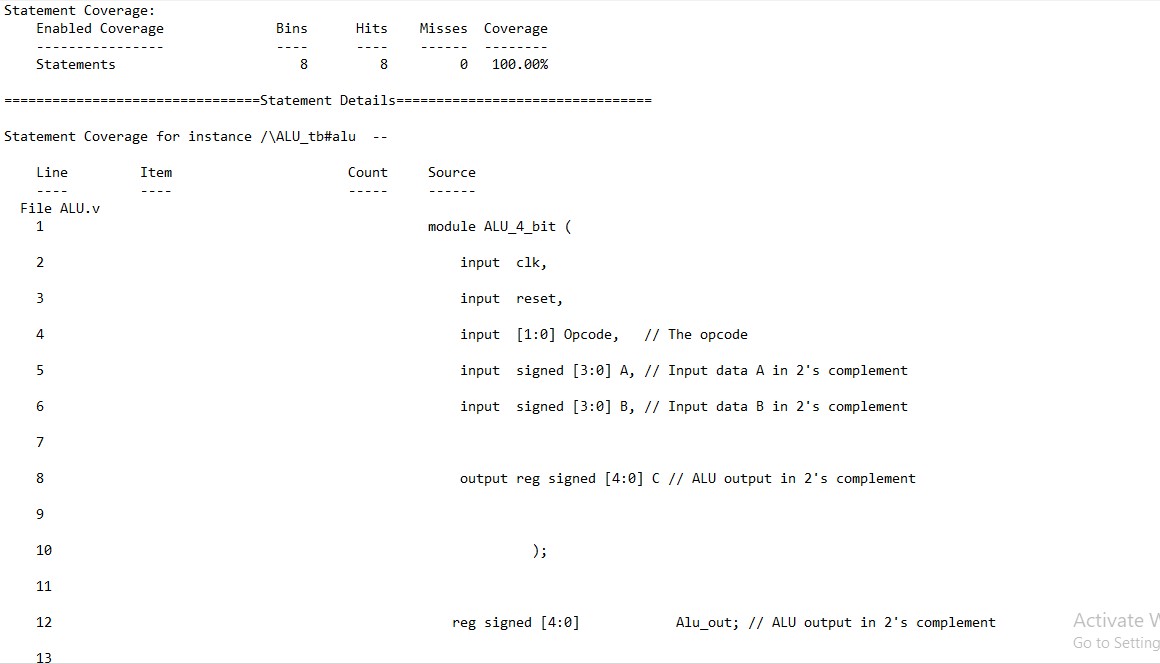 Statement Coverage:
Enabled Coverage Bins Hits Misses Coverage
---------------- ---- ---- ------ --------
Statements 8 8 0 100.00%
================================Statement Details================================
Statement Coverage for instance /\ALU_tb#alu --
Line Item Count Source
---- ---- ----- ------
File ALU.v
1 module ALU_4_bit (
2 input clk,
3 input reset,
4 input [1:0] Opcode, // The opcode
5 input signed [3:0] A, // Input data A in 2's complement
6 input signed [3:0] B, // Input data B in 2's complement
7
8 output reg signed [4:0] C // ALU output in 2's complement
9
10 );
11
12 reg signed [4:0] Alu_out; // ALU output in 2's complement
13
Activate W
Go to Setting